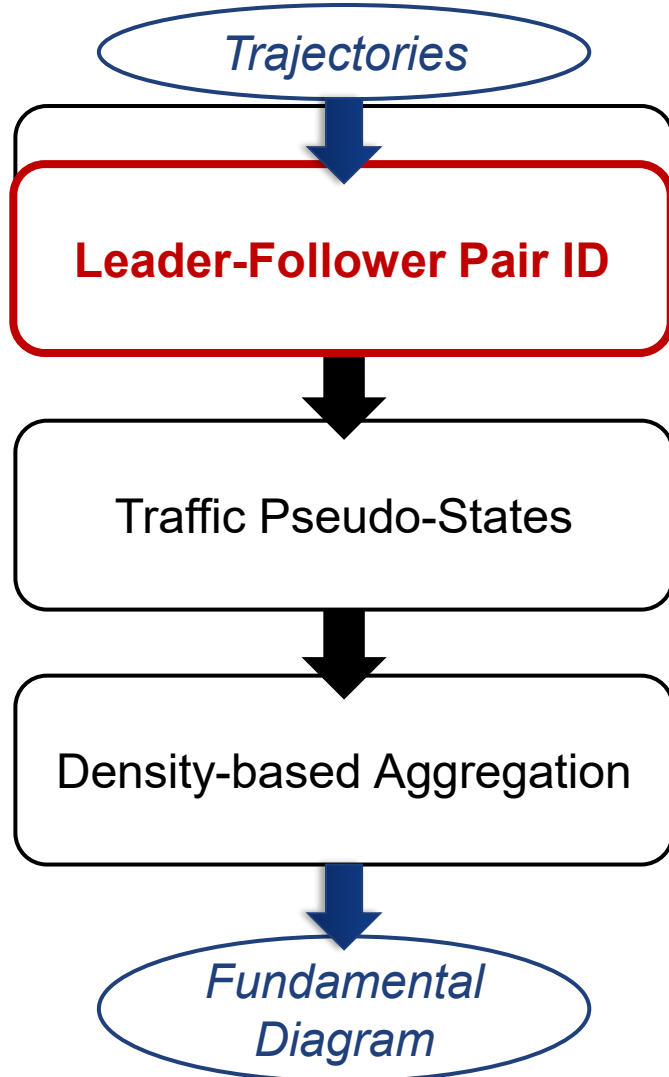 Trajectories
Leader-Follower Pair ID
Traffic Pseudo-States
Density-based Aggregation
Fundamental
Diagram